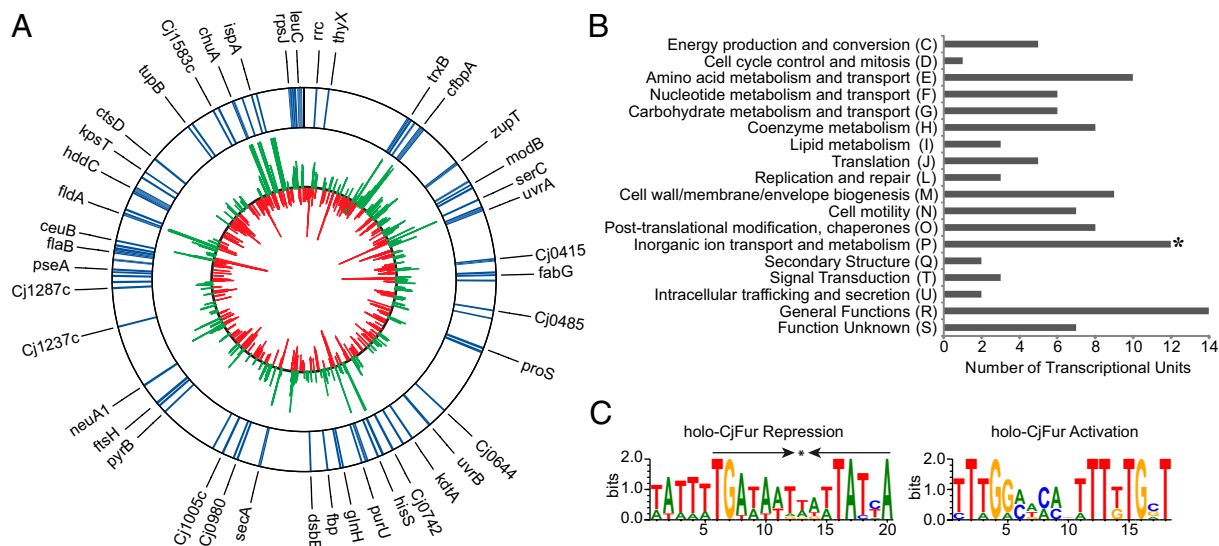 A
leuC
rpsJ
rrc
thyX
trxB
cfbpA
zupT
modB
serC
uvrA
Cj0415
fabG
Cj0485
proS
Cj0644
uvrB
kdtA
Cj0742
hisS
purU
glnH
fbp
dsbB
secA
Cj0980
Cj1005c
pyrB
ftsH
neuA1
Cj1237c
Cj1287c
pseA
flaB
ceuB
fldA
hddC
kpsT
ctsD
tupB
Cj1583c
chuA
ispA
B
Energy production and conversion (C)
Cell cycle control and mitosis (D)
Amino acid metabolism and transport (E)
Nucleotide metabolism and transport (F)
Carbohydrate metabolism and transport (G)
Coenzyme metabolism (H)
Lipid metabolism (I)
Translation (J)
Replication and repair (L)
Cell wall/membrane/envelope biogenesis (M)
Cell motility (N)
Post-translational modification, chaperones (O)
Inorganic ion transport and metabolism (P) *
Secondary Structure (Q)
Signal Transduction (T)
Intracellular trafficking and secretion (U)
General Functions (R)
Function Unknown (S)
0 2 4 6 8 10 12 14
Number of Transcriptional Units
C
holo-CjFur Repression
*
2.0
1.0
0.0
bits
5 10 15 20
holo-CjFur Activation
2.0
1.0
0.0
bits
5 10 15